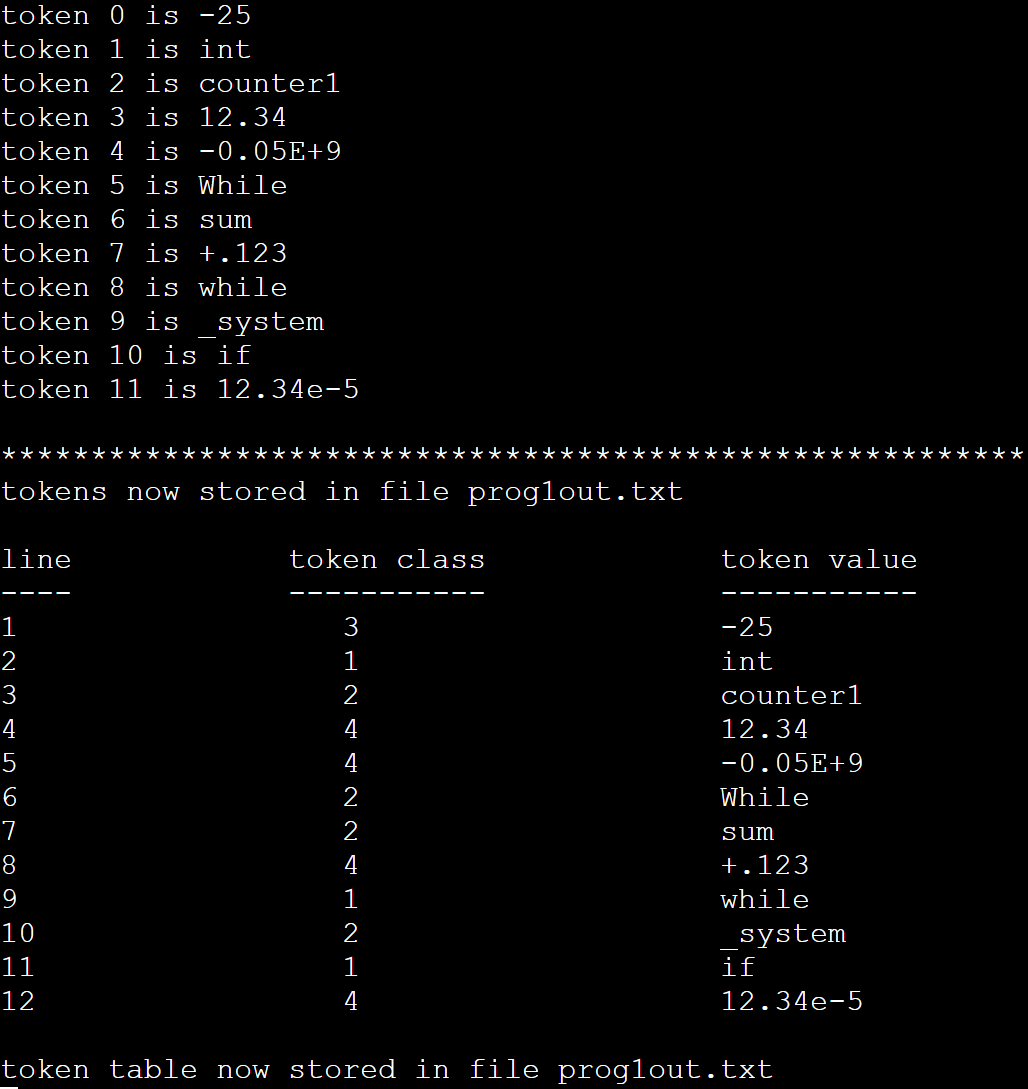 token 0 is -25
token 1 is int
token 2 is counter1
token 3 is 12.34
token 4 is -0.05E+9
token 5 is While
token 6 is sum
token 7 is +.123
token 8 is while
token 9 is _system
token 10 is if
token 11 is 12.34e-5
*********************************************************
tokens now stored in file prog1out.txt
line token class token value
---- ----------- -----------
1 3 -25
2 1 int
3 2 counter1
4 4 12.34
5 4 -0.05E+9
6 2 While
7 2 sum
8 4 +.123
9 1 while
10 2 _system
11 1 if
12 4 12.34e-5
token table now stored in file prog1out.txt